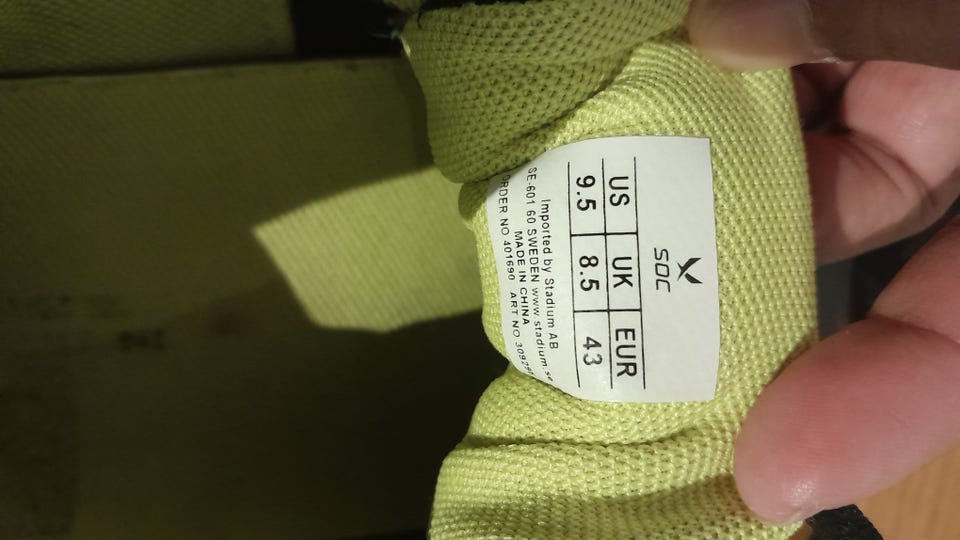 SOC
US UK EUR
9.5 8.5 43
Imported by Stadium AB
SE-601 60 SWEDEN www.stadium.se
MADE IN CHINA
ORDER NO 401690 ART NO